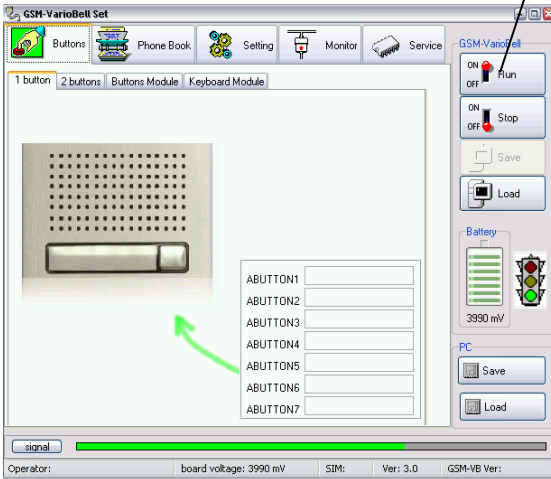 GSM-VarioBell Set
Buttons Phone Book Setting Monitor Service
1 button 2 buttons Buttons Module Keyboard Module
GSM-VarioBell
ON
OFF
Run
ON
OFF
Stop
Save
Load
Battery
3990 mV
PC
Save
Load
ABUTTON1
ABUTTON2
ABUTTON3
ABUTTON4
ABUTTON5
ABUTTON6
ABUTTON7
signal
Operator: board voltage: 3990 mV SIM: Ver: 3.0 GSM-VB Ver: